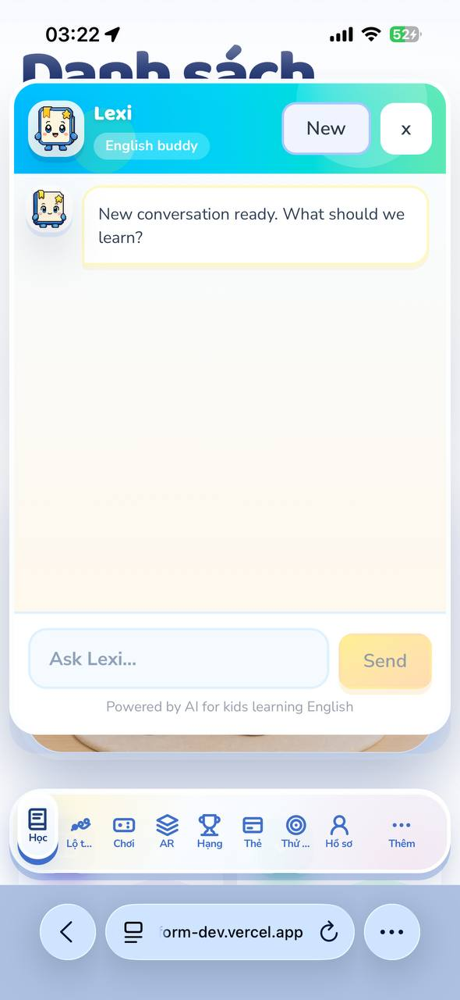 03:22
52
Danh sách
Lexi
English buddy
New
x
New conversation ready. What should we
learn?
Ask Lexi...
Send
Powered by AI for kids learning English
Học
Lộ t...
Chơi
AR
Hạng
Thẻ
Thử ...
Hồ sơ
Thêm
orm-dev.vercel.app